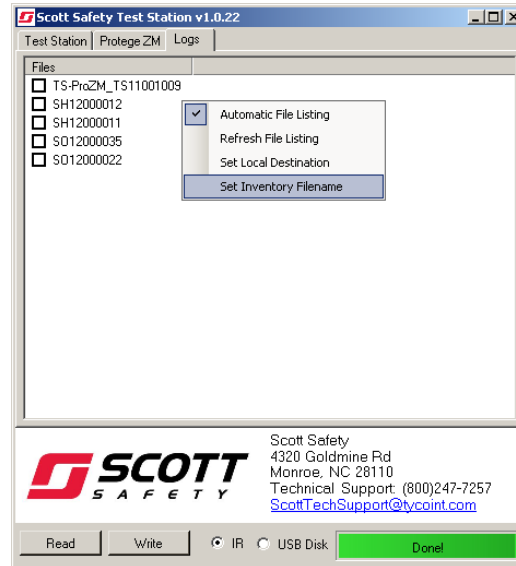 Scott Safety Test Station v1.0.22
Test Station Protege ZM Logs
Files
TS-ProZM_TS11001009
SH12000012
SH12000011
SO12000035
SO12000022
Automatic File Listing
Refresh File Listing
Set Local Destination
Set Inventory Filename
SCOTT
SAFETY
Scott Safety
4320 Goldmine Rd
Monroe, NC 28110
Technical Support: (800)247-7257
ScottTechSupport@tycoint.com
Read Write IR USB Disk Done!